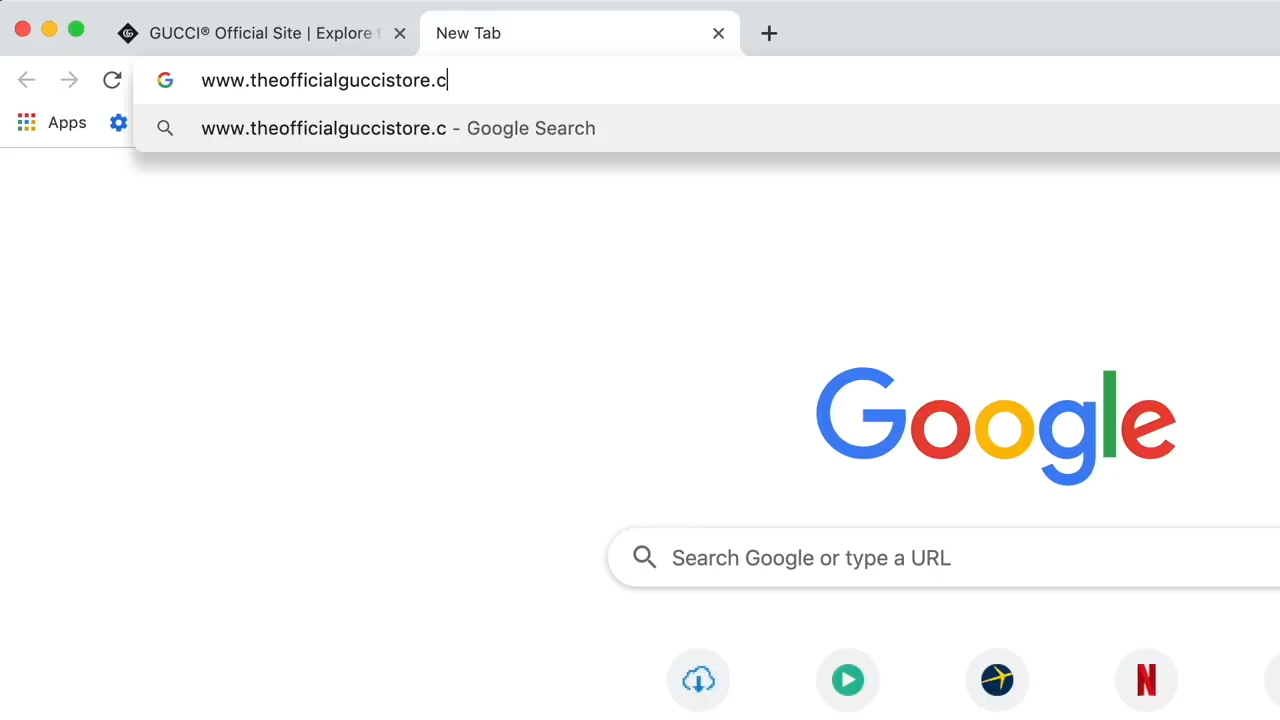 GUCCI® Official Site | Explore t
New Tab
www.theofficialguccistore.c
Apps
www.theofficialguccistore.c - Google Search
Google
Search Google or type a URL
N